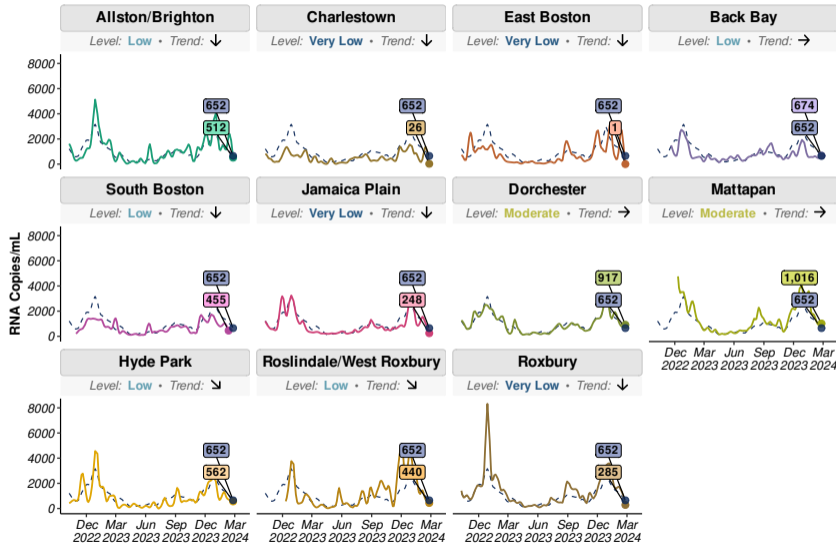 Allston/Brighton
Level: Low • Trend: ↓
Charlestown
Level: Very Low • Trend: ↓
East Boston
Level: Very Low • Trend: ↓
Back Bay
Level: Low • Trend: →
8000
6000
4000
2000
0
652
512
652
26
652
1
674
652
South Boston
Level: Low • Trend: ↓
Jamaica Plain
Level: Very Low • Trend: ↓
Dorchester
Level: Moderate • Trend: →
Mattapan
Level: Moderate • Trend: →
RNA Copies/mL
8000
6000
4000
2000
0
652
455
652
248
917
652
1,016
652
Dec Mar Jun Sep Dec Mar
2022 2023 2023 2023 2023 2024
Hyde Park
Level: Low • Trend: ↘
Roslindale/West Roxbury
Level: Low • Trend: ↘
Roxbury
Level: Very Low • Trend: ↓
8000
6000
4000
2000
0
652
562
652
440
652
285
Dec Mar Jun Sep Dec Mar
2022 2023 2023 2023 2023 2024
Dec Mar Jun Sep Dec Mar
2022 2023 2023 2023 2023 2024
Dec Mar Jun Sep Dec Mar
2022 2023 2023 2023 2023 2024